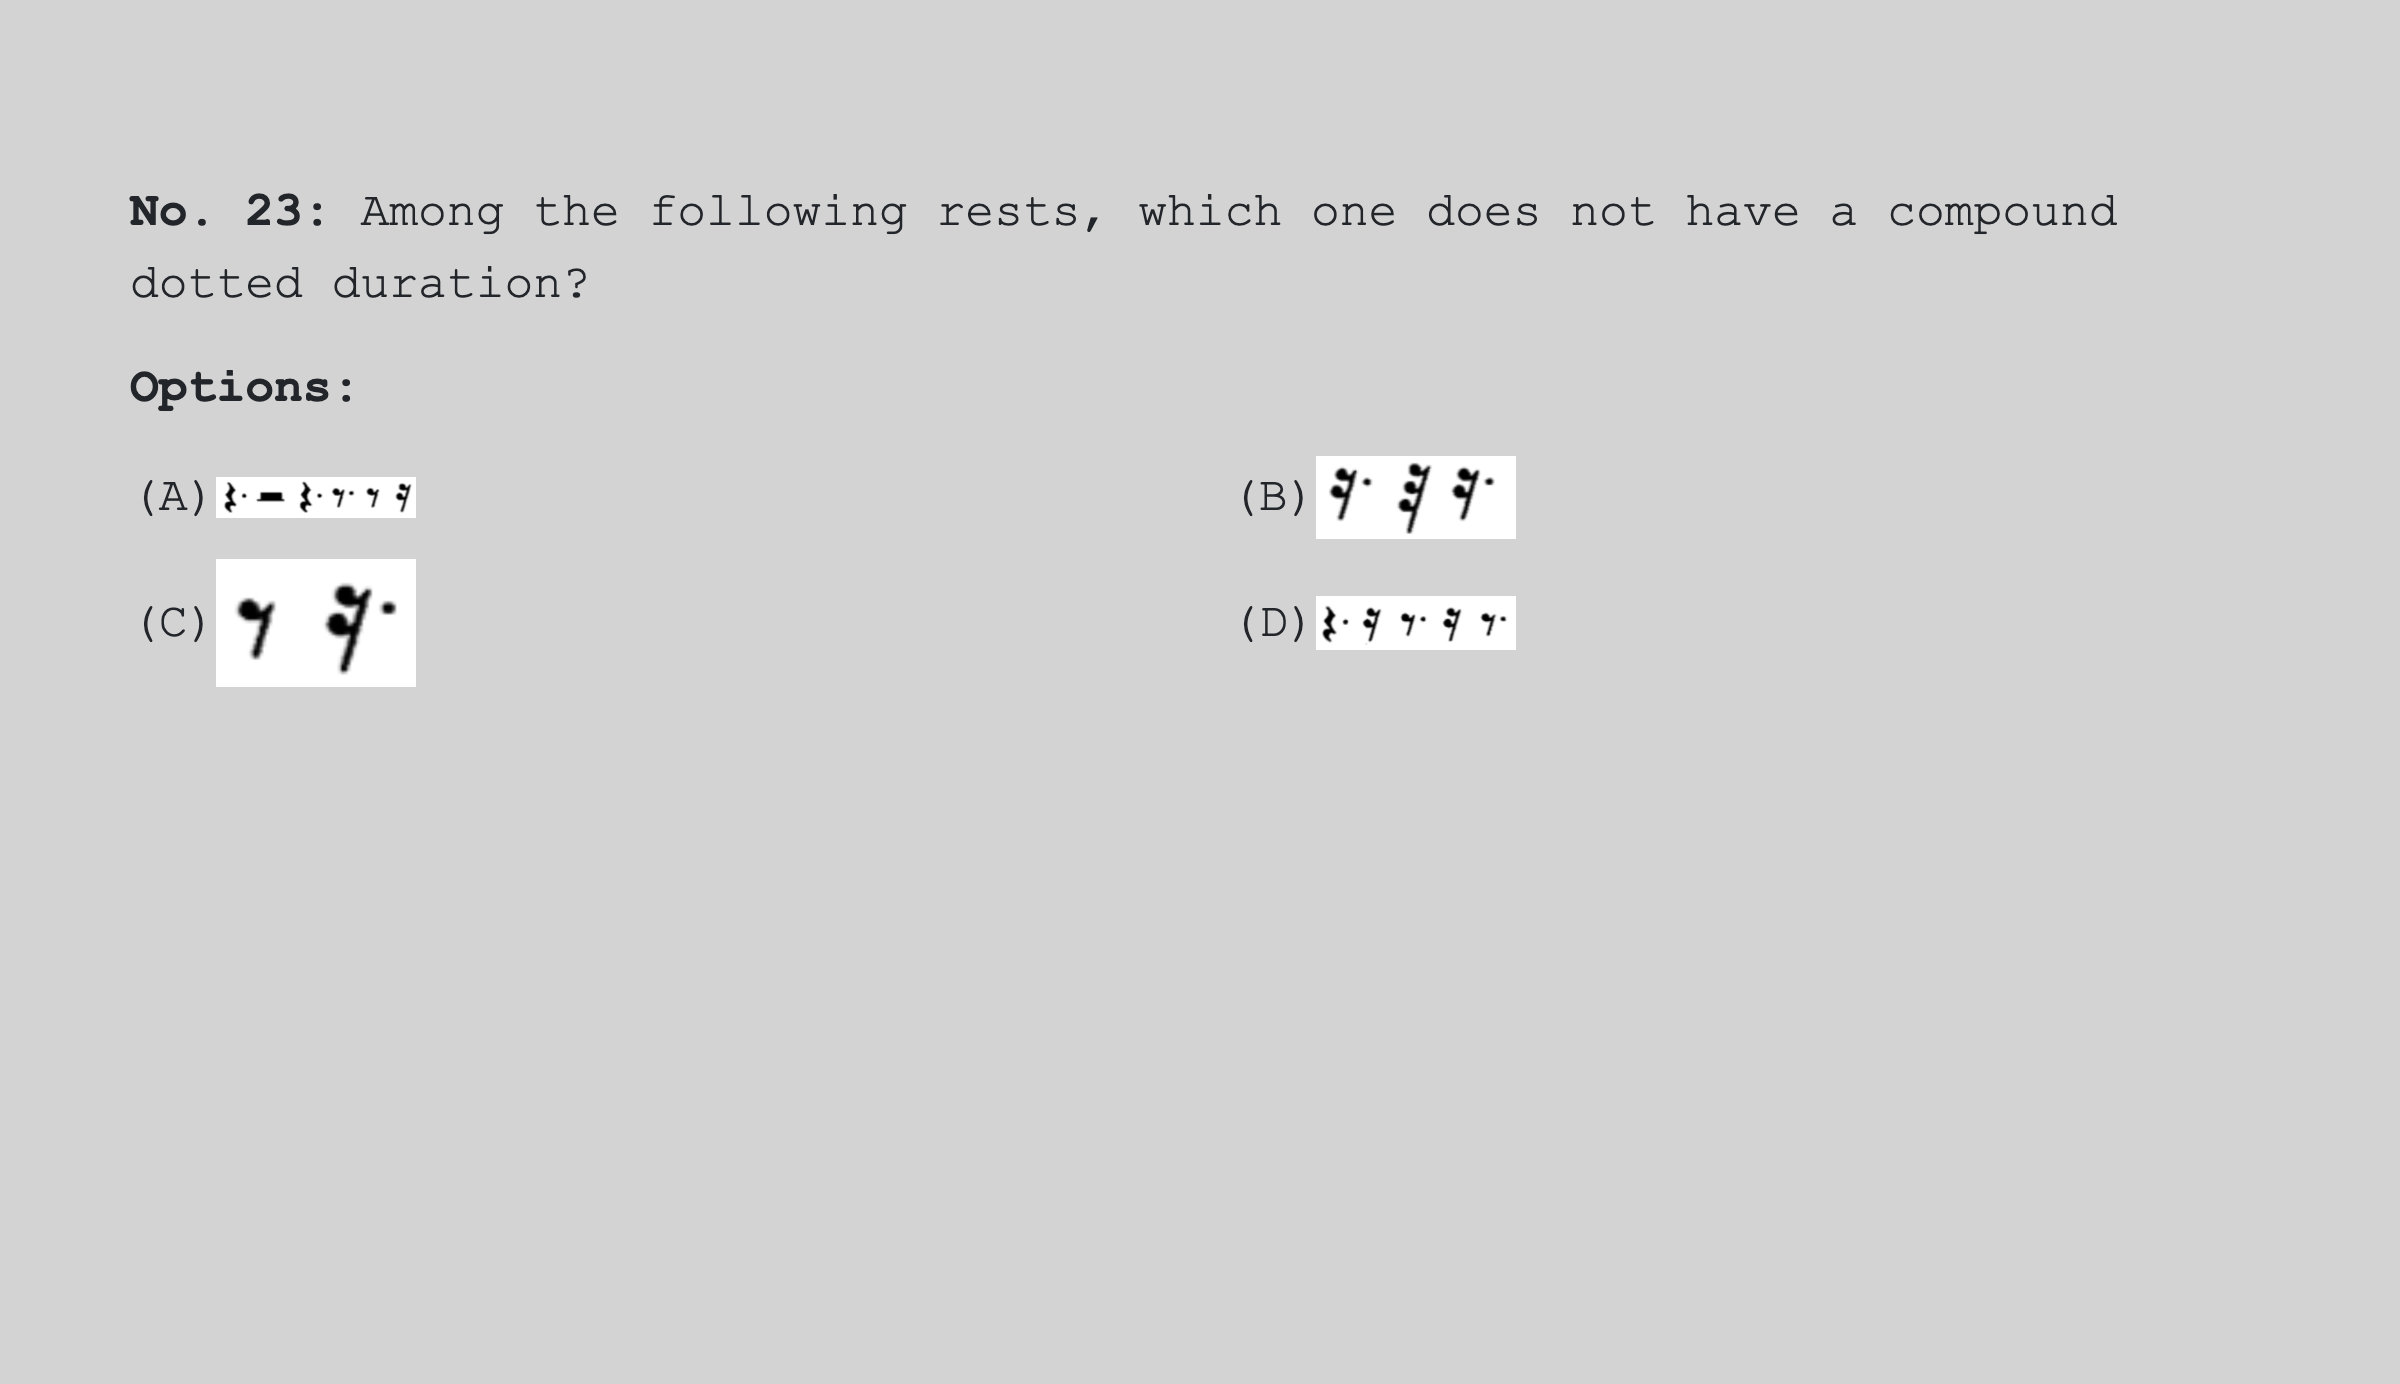 No. 23: Among the following rests, which one does not have a compound
dotted duration?
Options:
(A)
(B)
(C)
(D)